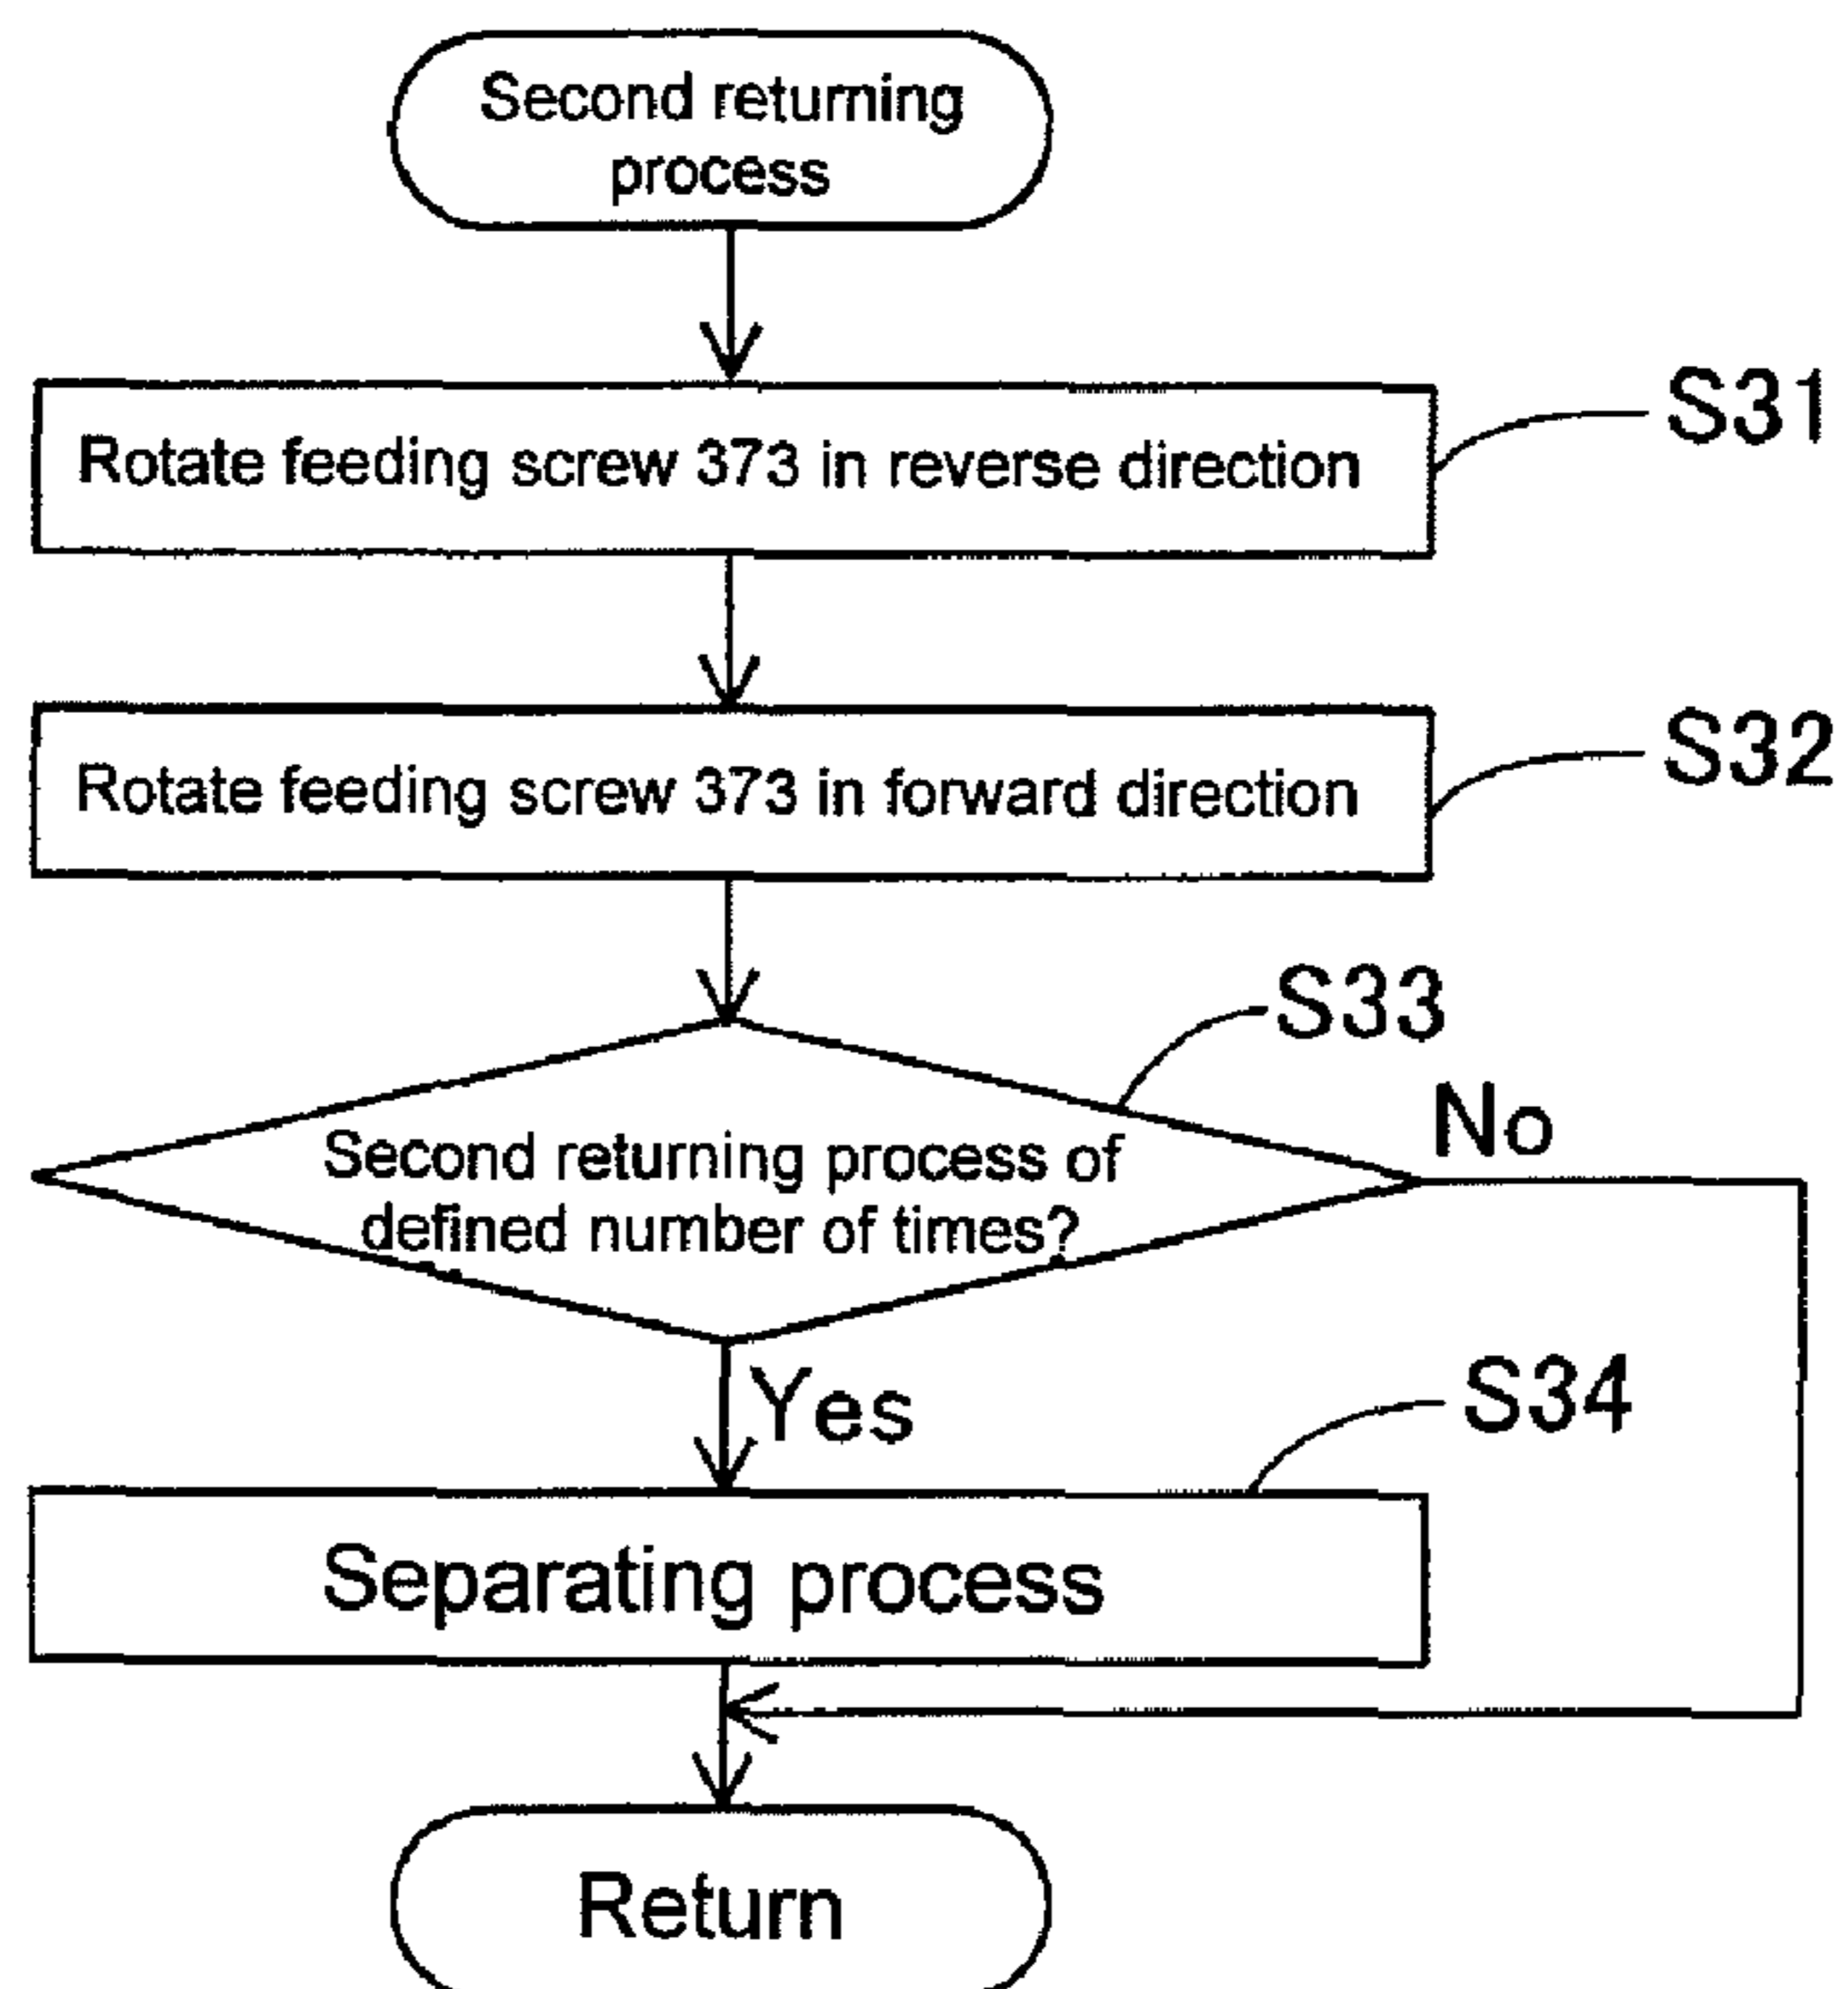 Second returning
process
Rotate feeding screw 373 in reverse direction
S31
Rotate feeding screw 373 in forward direction
S32
S33
Second returning process of
defined number of times?
No
Yes
S34
Separating process
Return